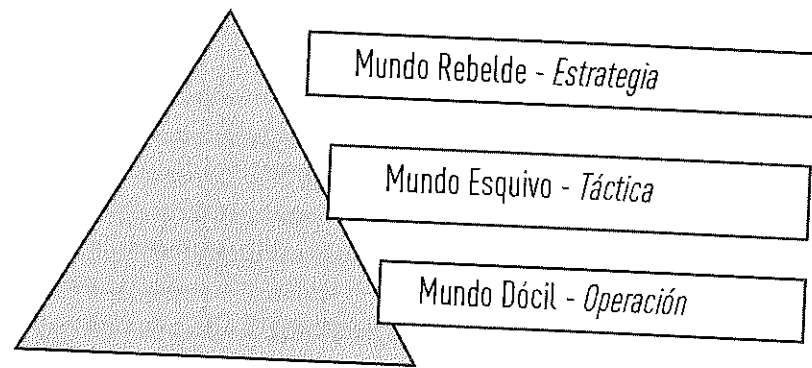 Mundo Rebelde - Estrategia
Mundo Esquivo - Táctica
Mundo Dócil - Operación